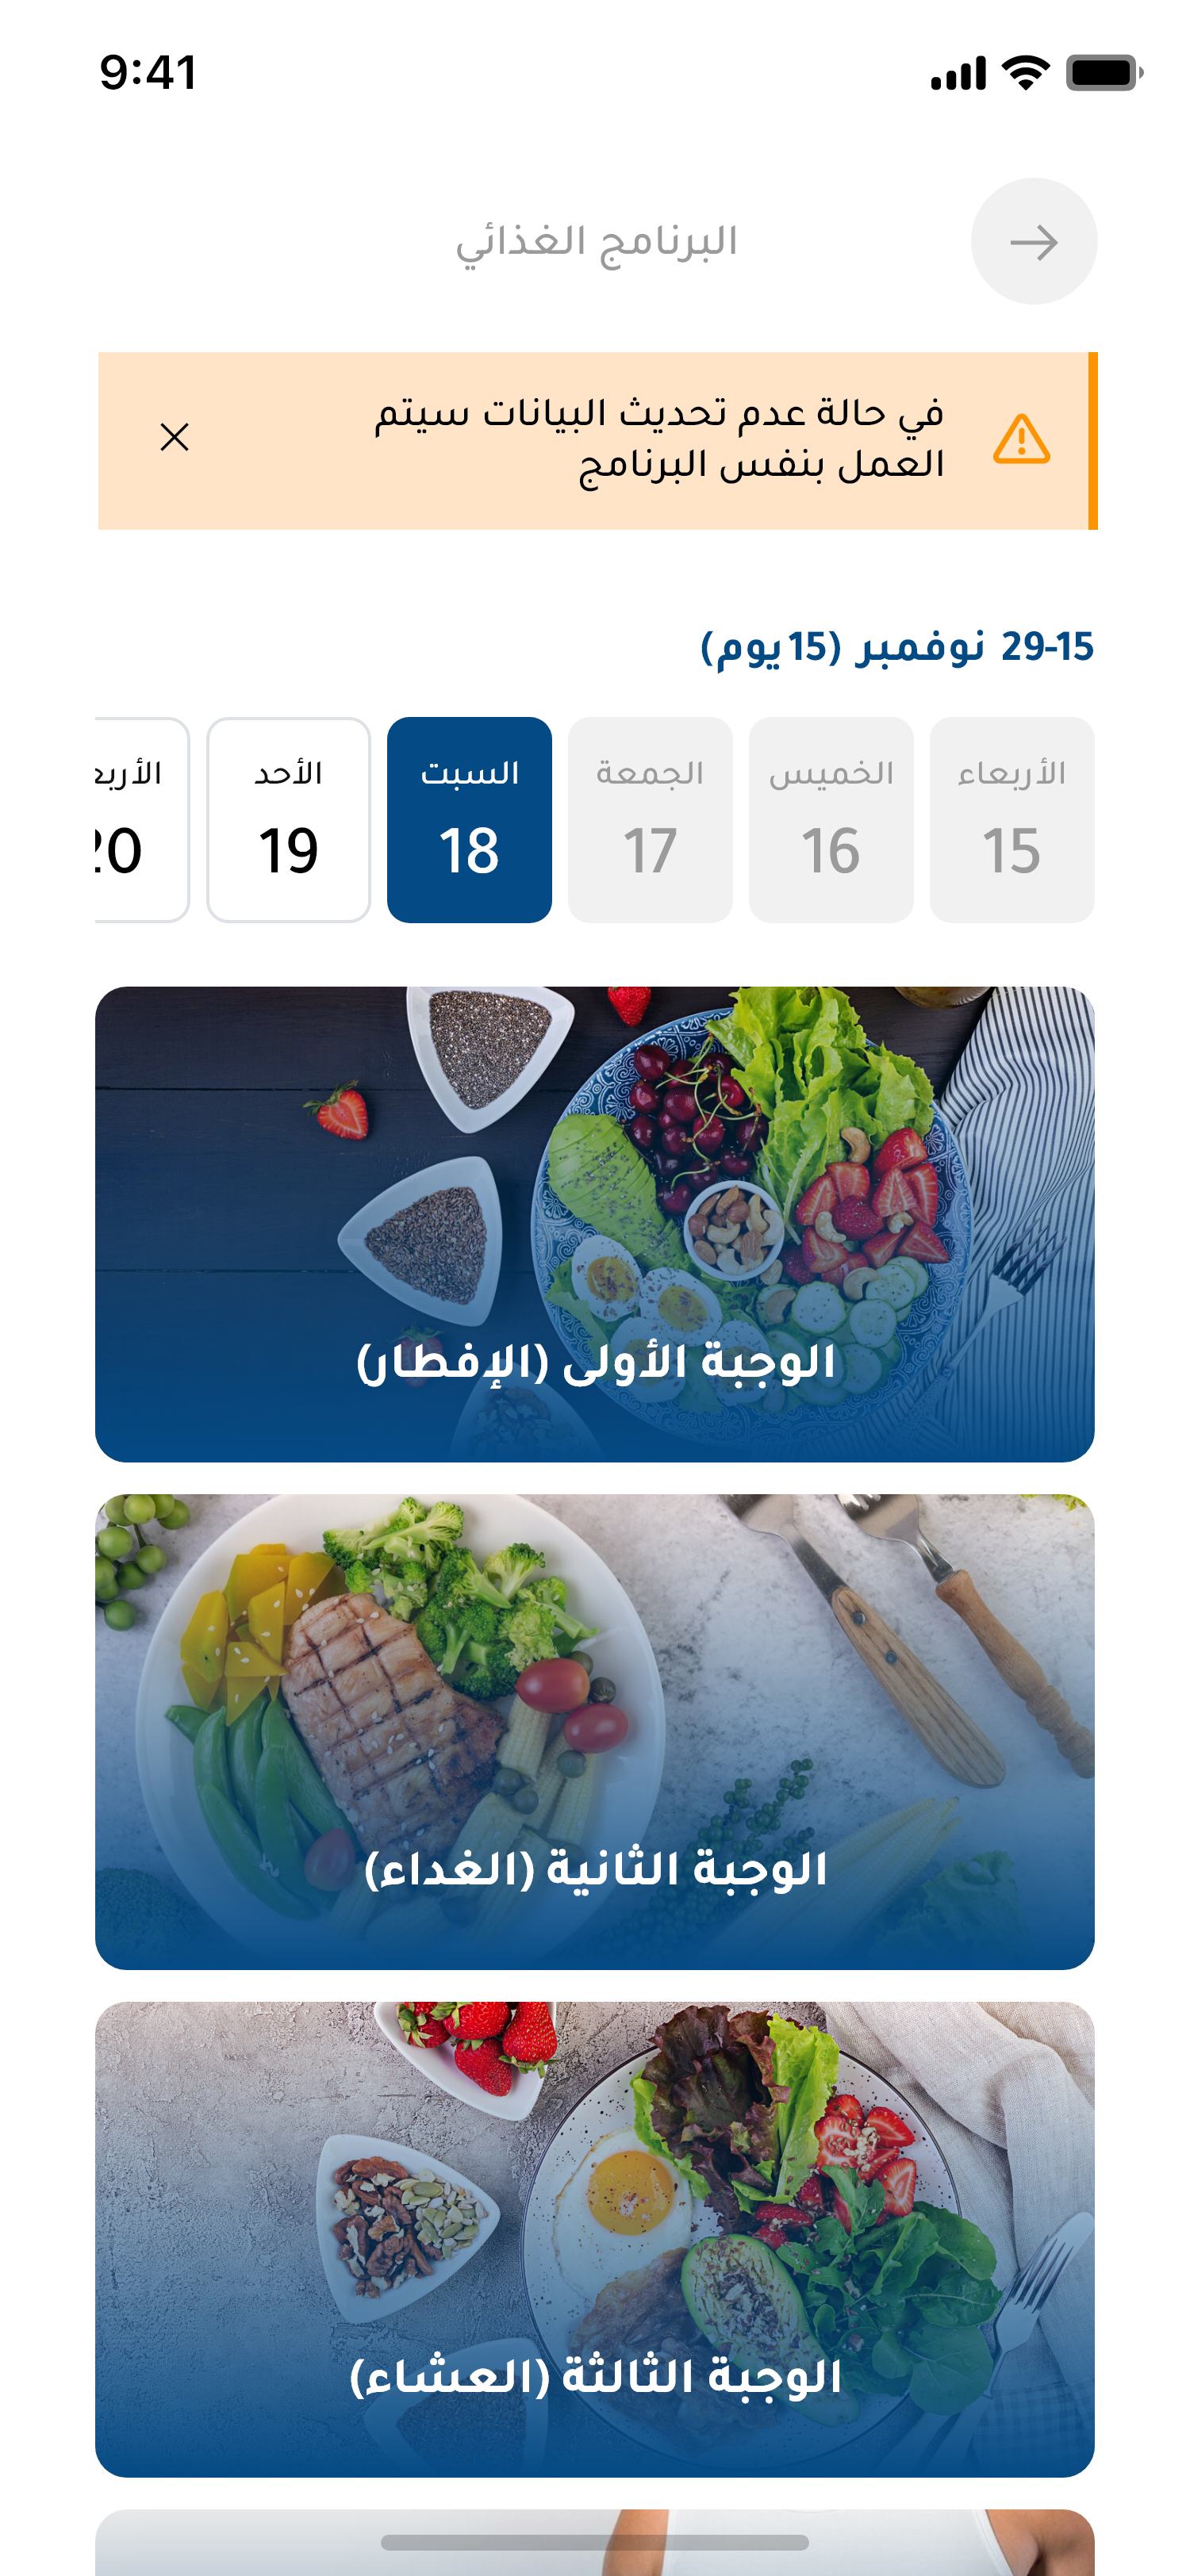 9:41
البرنامج الغذائي
في حالة عدم تحديث البيانات سيتم
العمل بنفس البرنامج
29-15 نوفمبر (15 يوم)
الأربعاء الخميس الجمعة السبت الأحد الأربع
15 16 17 18 19 20
الوجبة الأولى (الإفطار)
الوجبة الثانية (الغداء)
الوجبة الثالثة (العشاء)